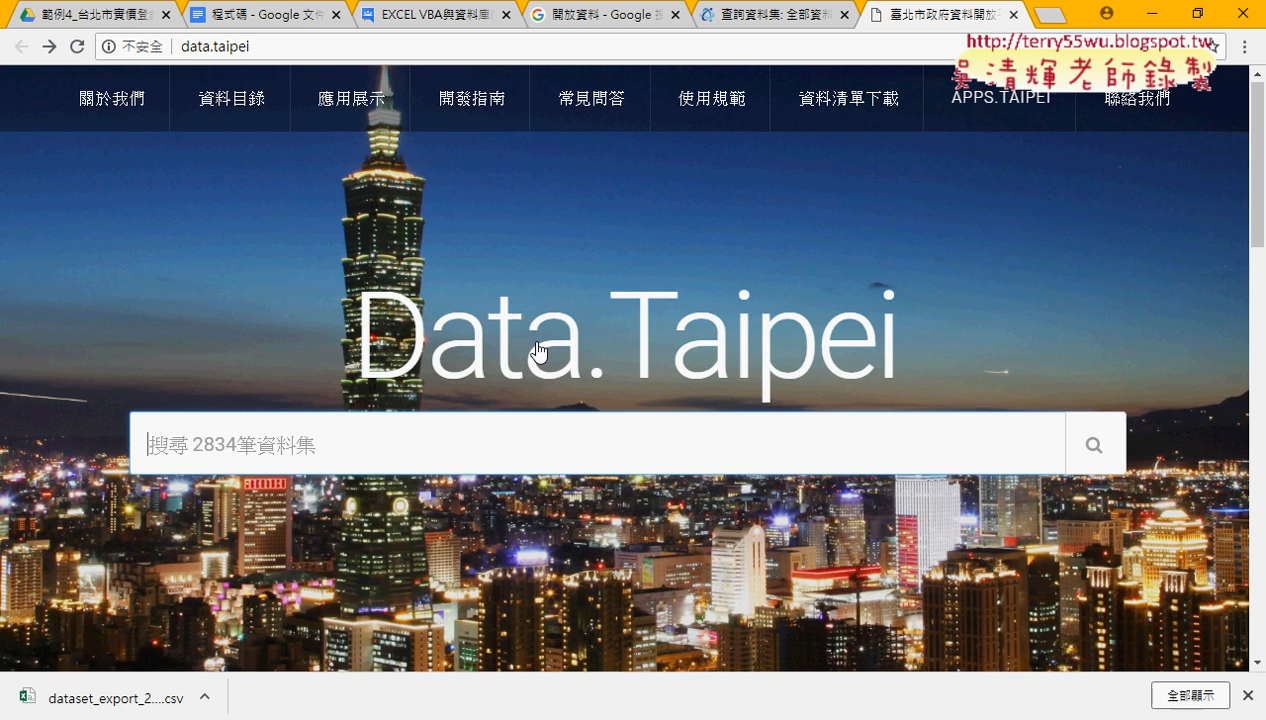 範例4_台北市實價登
程式碼 - Google 文件
EXCEL VBA與資料庫
開放資料 - Google 搜
查詢資料集: 全部資料
臺北市政府資料開放
不安全 data.taipei
http://terry55wu.blogspot.tw
吳清輝老師錄製
關於我們 資料目錄 應用展示 開發指南 常見問答 使用規範 資料清單下載 APPS.TAIPEI 聯絡我們
Data.Taipei
搜尋 2834筆資料集
dataset_export_2....csv
全部顯示